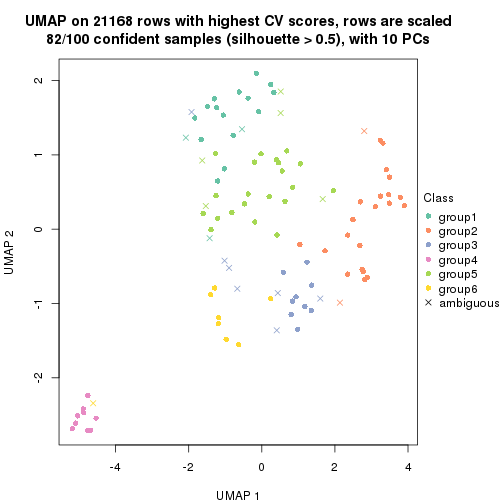 UMAP on 21168 rows with highest CV scores, rows are scaled
82/100 confident samples (silhouette > 0.5), with 10 PCs
2
1
0
-1
-2
UMAP 2
-4
-2
0
2
4
UMAP 1
Class
group1
group2
group3
group4
group5
group6
ambiguous